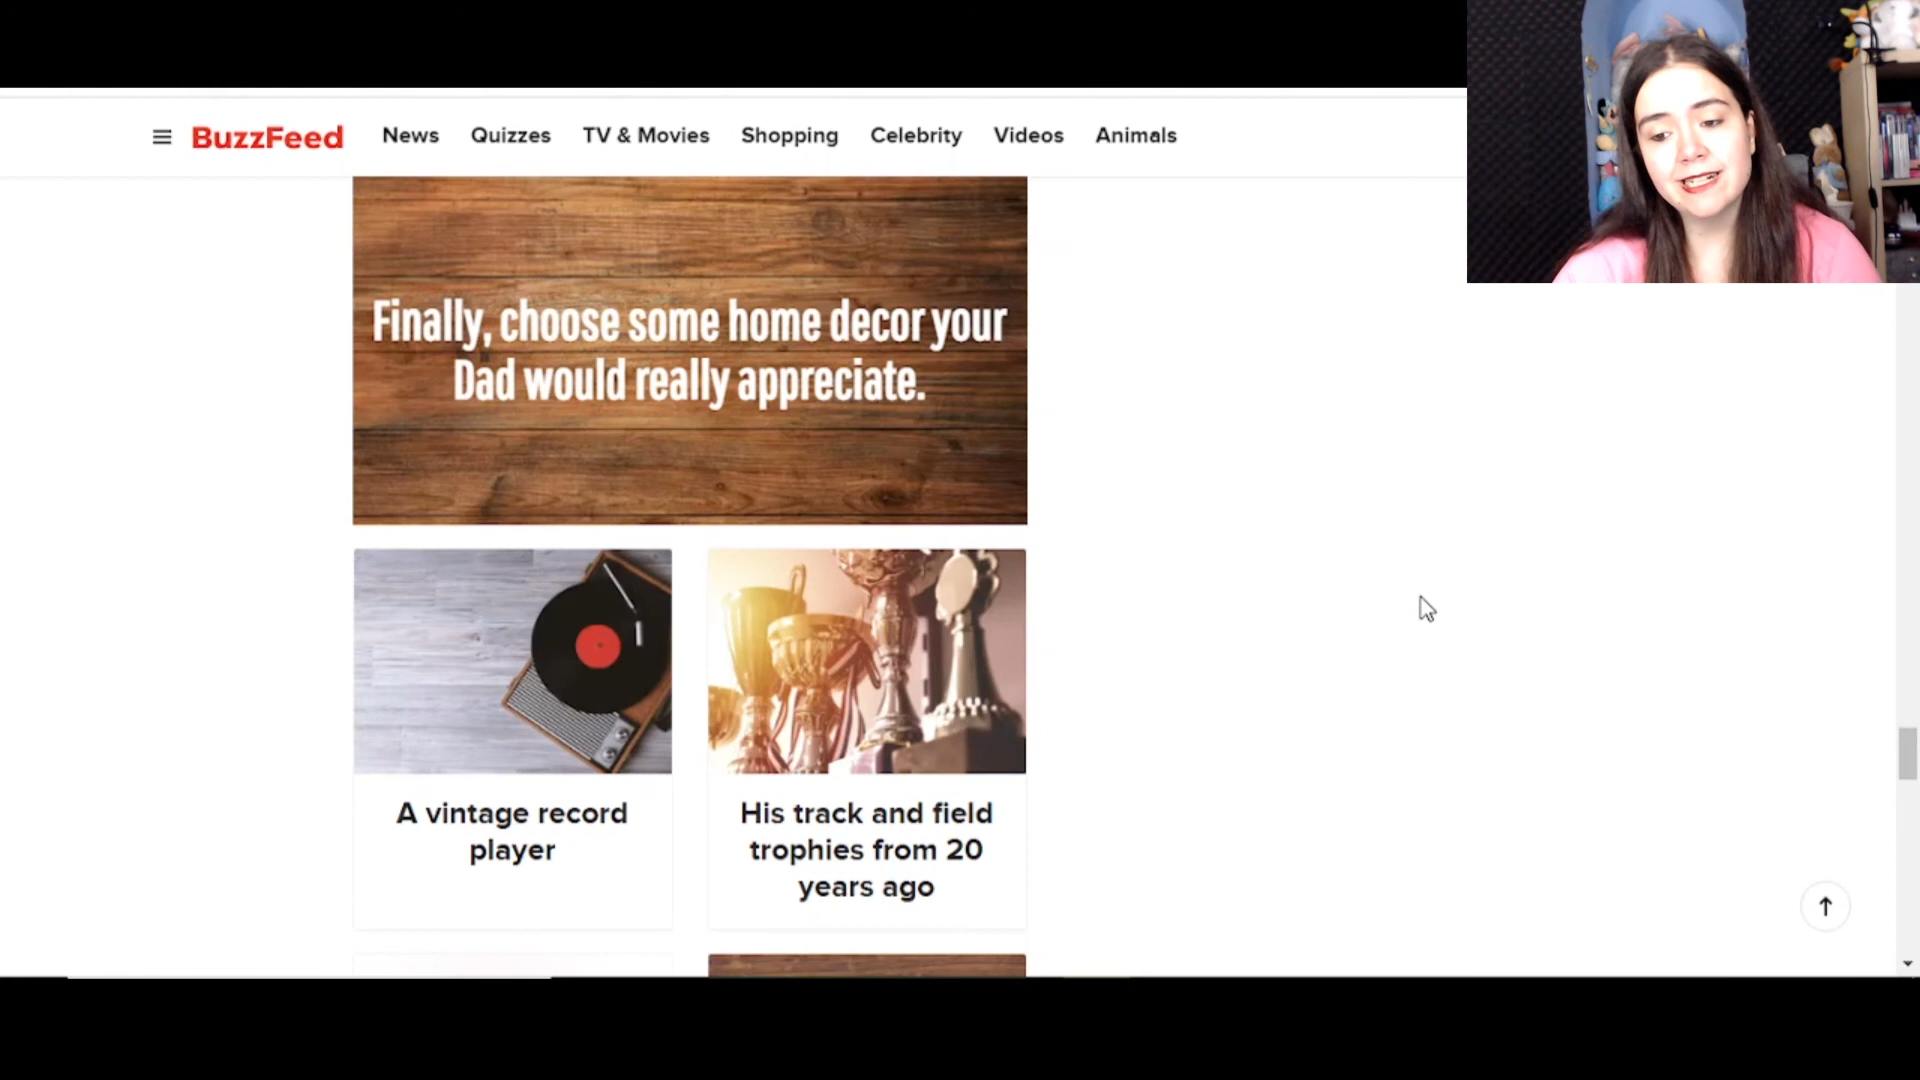 BuzzFeed News Quizzes TV & Movies Shopping Celebrity Videos Animals
Finally, choose some home decor your
Dad would really appreciate.
A vintage record
player
His track and field
trophies from 20
years ago